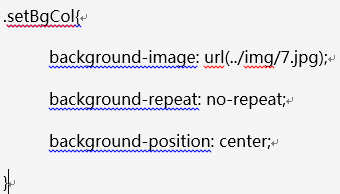 .setBgCol{
background-image: url(../img/7.jpg);
background-repeat: no-repeat;
background-position: center;
}